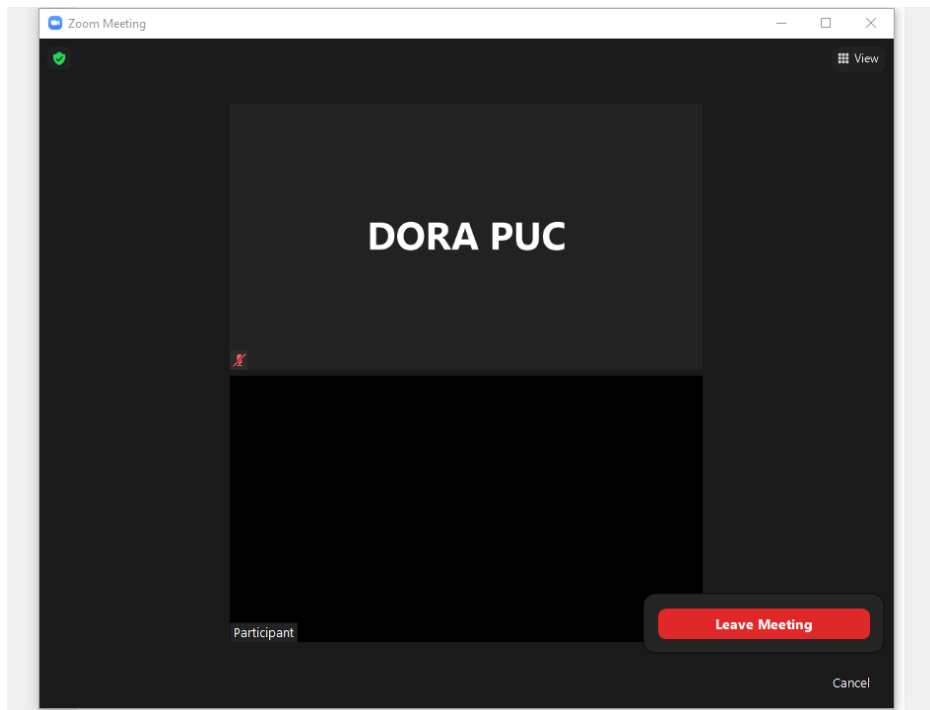 Zoom Meeting
View
DORA PUC
Participant
Leave Meeting
Cancel